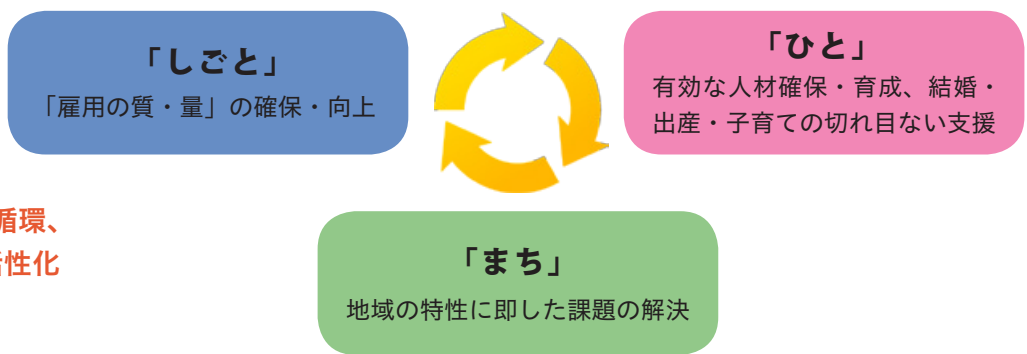 「しごと」
「雇用の質・量」の確保・向上
「ひと」
有効な人材確保・育成、結婚・
出産・子育ての切れ目ない支援
循環、
性化
「まち」
地域の特性に即した課題の解決